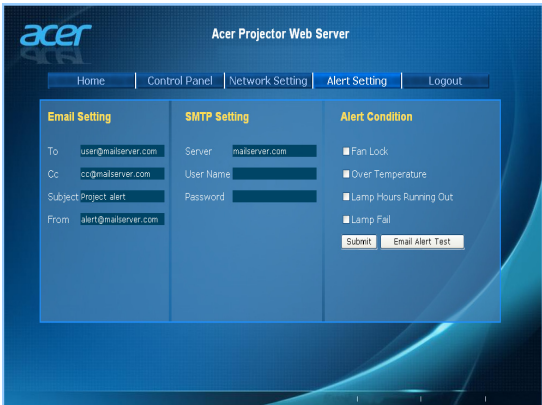 acer
Acer Projector Web Server
Home
Control Panel
Network Setting
Alert Setting
Logout
Email Setting
To user@mailserver.com
Cc cc@mailserver.com
Subject Project alert
From alert@mailserver.com
SMTP Setting
Server mailserver.com
User Name
Password
Alert Condition
Fan Lock
Over Temperature
Lamp Hours Running Out
Lamp Fail
Submit
Email Alert Test